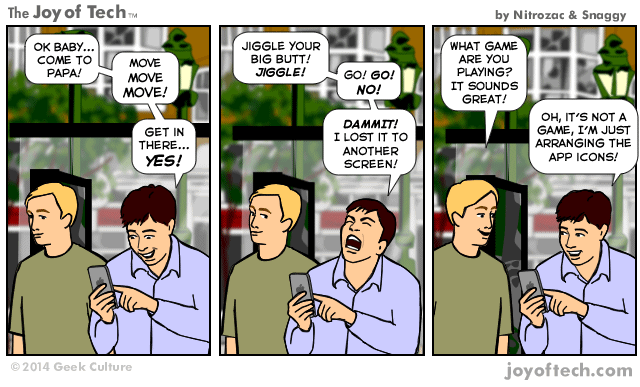 The Joy of Tech™
by Nitrozac & Snaggy
OK BABY...
COME TO
PAPA!
MOVE
MOVE
MOVE!
GET IN
THERE...
YES!
JIGGLE YOUR
BIG BUTT!
JIGGLE!
GO! GO!
NO!
DAMMIT!
I LOST IT TO
ANOTHER
SCREEN!
WHAT GAME
ARE YOU
PLAYING?
IT SOUNDS
GREAT!
OH, IT'S NOT A
GAME, I'M JUST
ARRANGING THE
APP ICONS!
© 2014 Geek Culture
joyoftech.com